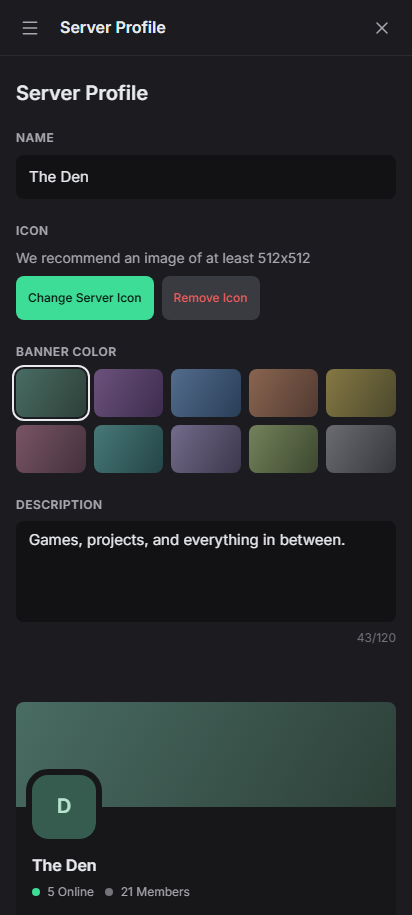 Server Profile
Server Profile
NAME
The Den
ICON
We recommend an image of at least 512x512
Change Server Icon
Remove Icon
BANNER COLOR
DESCRIPTION
Games, projects, and everything in between.
43/120
D
The Den
5 Online 21 Members